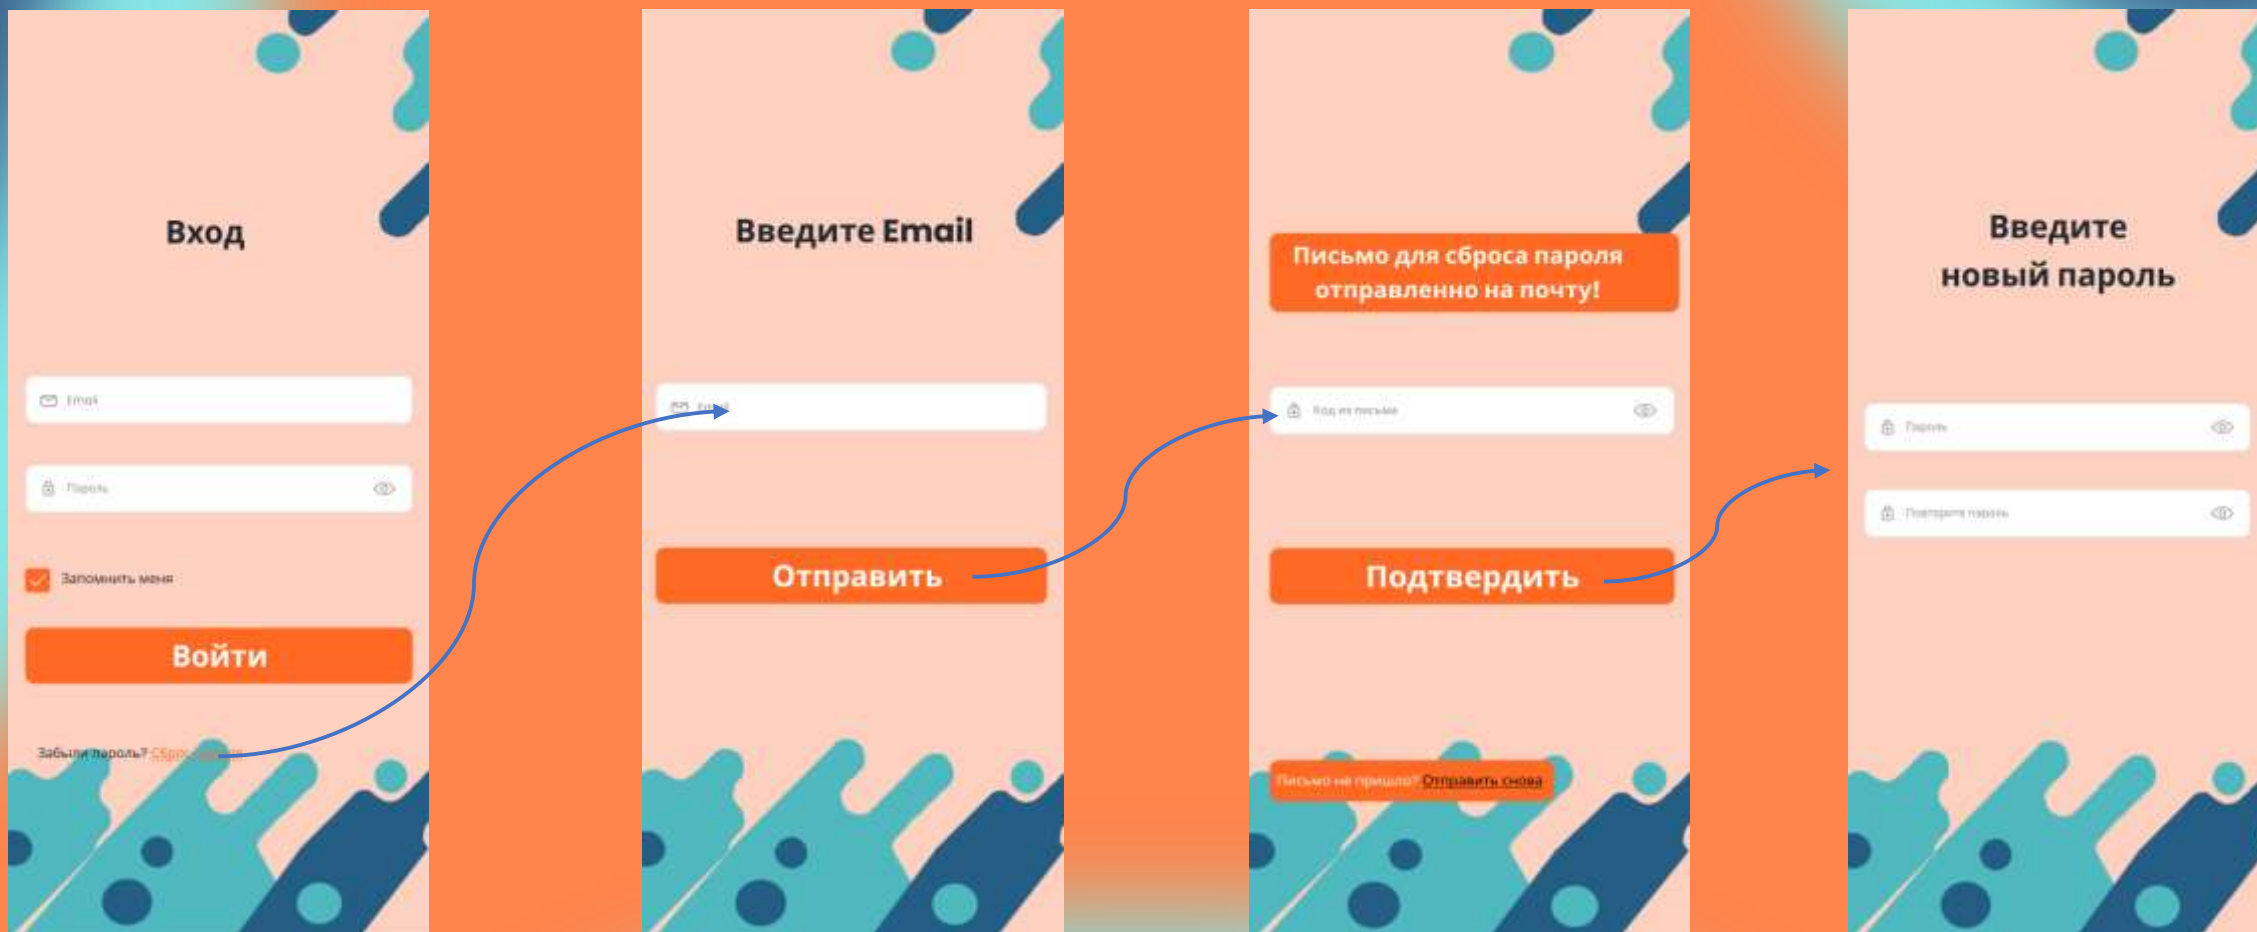 Вход
Email
Пароль
Запомнить меня
Войти
Забыли пароль?
Введите Email
Email
Отправить
Письмо для сброса пароля
отправленно на почту!
Код из письма
Подтвердить
Письмо не пришло? Отправить снова
Введите
новый пароль
Пароль
Повторите пароль